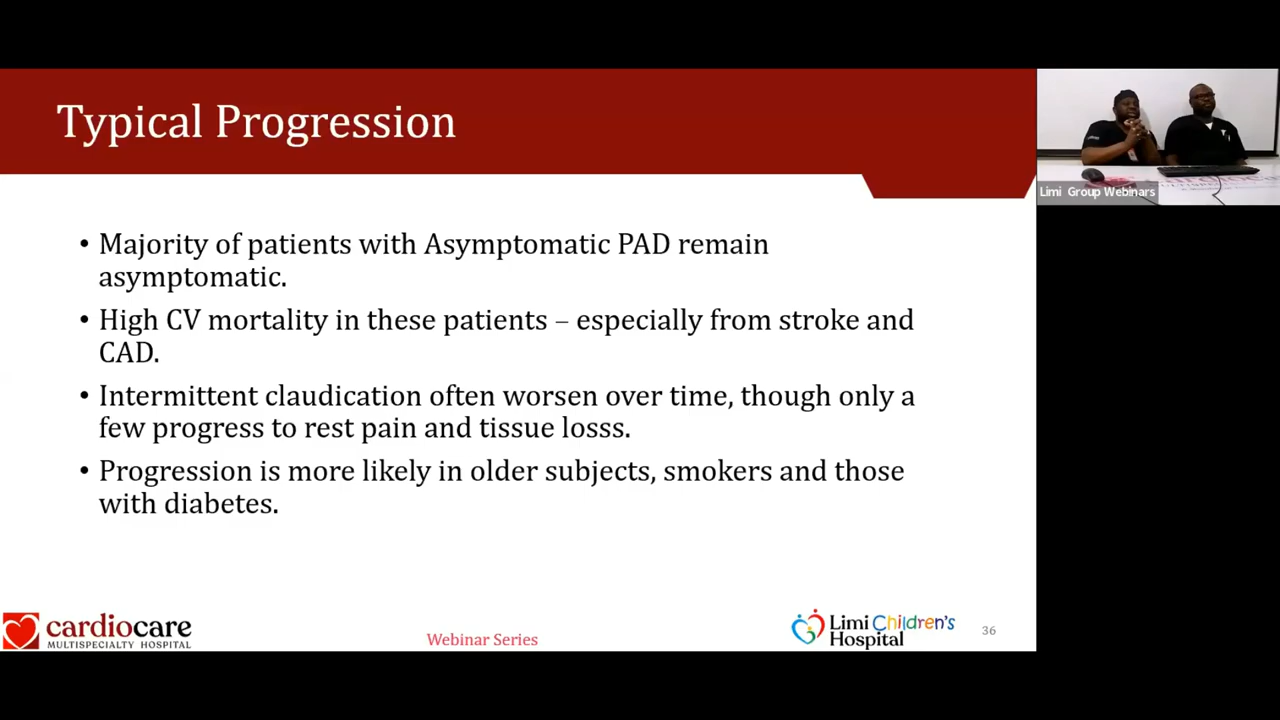 Typical Progression
• Majority of patients with Asymptomatic PAD remain
asymptomatic.
• High CV mortality in these patients – especially from stroke and
CAD.
• Intermittent claudication often worsen over time, though only a
few progress to rest pain and tissue losss.
• Progression is more likely in older subjects, smokers and those
with diabetes.
Limi Group Webinars
cardiocare
MULTISPECIALTY HOSPITAL
Webinar Series
Limi Children's
Hospital
36